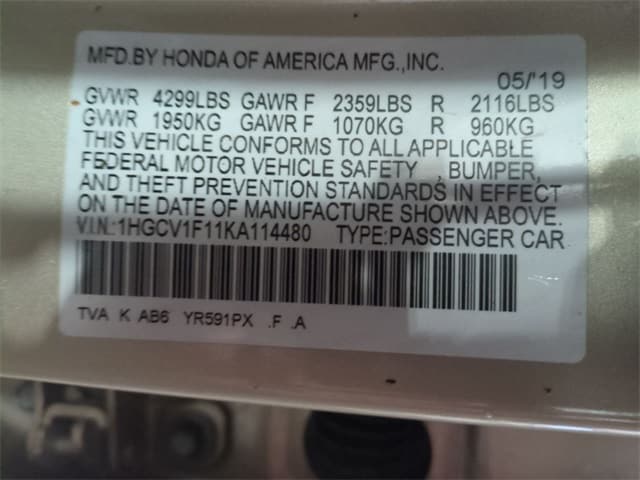 MFD.BY HONDA OF AMERICA MFG.,INC.
05/'19
GVWR 4299LBS GAWR F 2359LBS R 2116LBS
GVWR 1950KG GAWR F 1070KG R 960KG
THIS VEHICLE CONFORMS TO ALL APPLICABLE
FEDERAL MOTOR VEHICLE SAFETY , BUMPER,
AND THEFT PREVENTION STANDARDS IN EFFECT
ON THE DATE OF MANUFACTURE SHOWN ABOVE.
V.I.N.:1HGCV1F11KA114480 TYPE:PASSENGER CAR
TVA K AB6 YR591PX .F .A